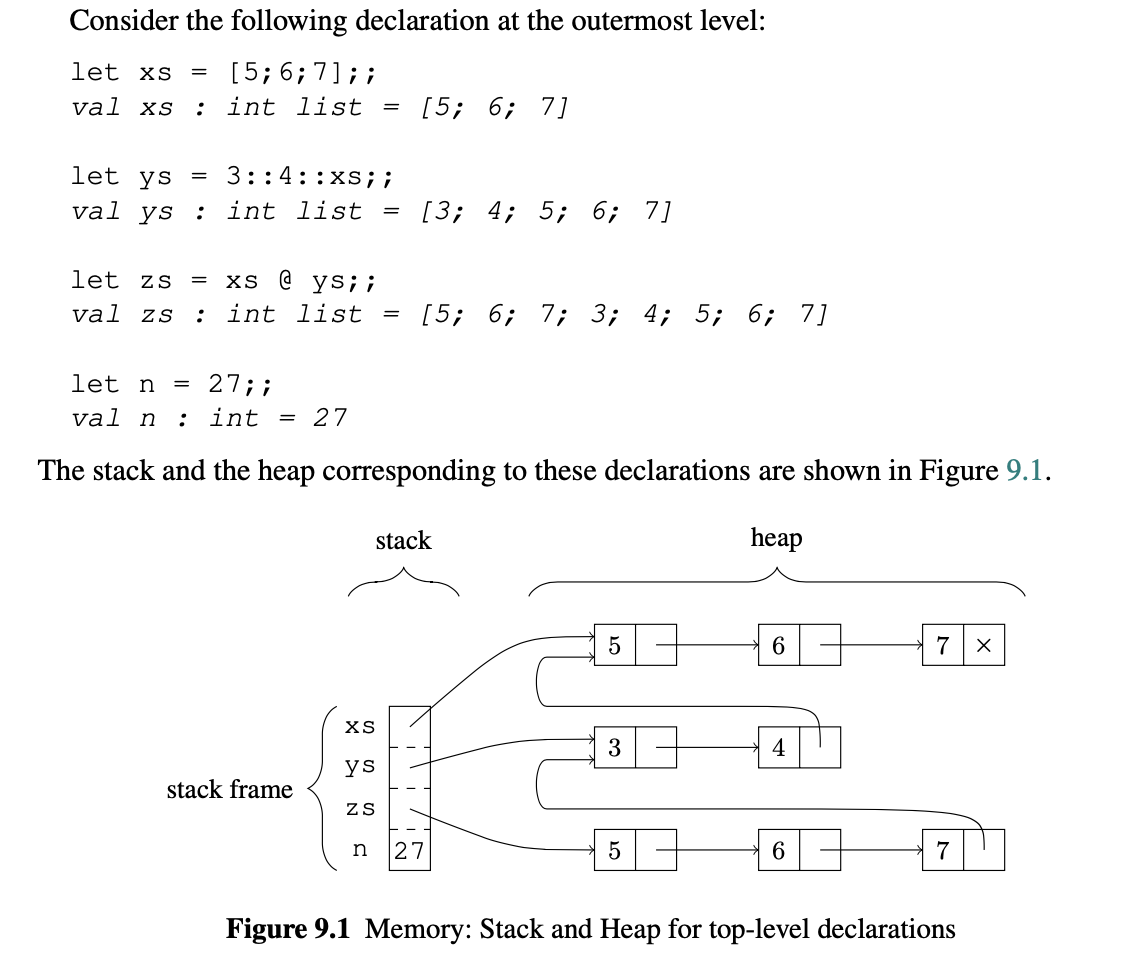 Consider the following declaration at the outermost level:
let xs = [5;6;7];;
val xs : int list = [5; 6; 7]
let ys = 3::4::xs;;
val ys : int list = [3; 4; 5; 6; 7]
let zs = xs @ ys;;
val zs : int list = [5; 6; 7; 3; 4; 5; 6; 7]
let n = 27;;
val n : int = 27
The stack and the heap corresponding to these declarations are shown in Figure 9.1.
stack heap
5 6 7 ×
xs
3 4
ys
stack frame
zs
n 27 5 6 7
Figure 9.1 Memory: Stack and Heap for top-level declarations